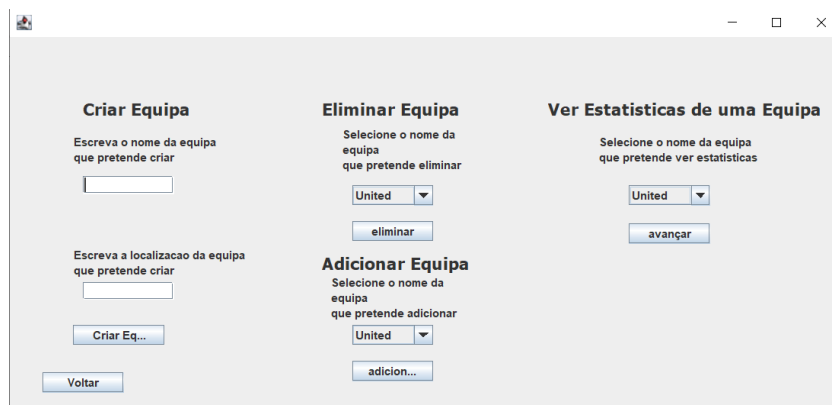 Criar Equipa
Escreva o nome da equipa
que pretende criar
Escreva a localizacao da equipa
que pretende criar
Criar Eq...
Voltar
Eliminar Equipa
Selecione o nome da
equipa
que pretende eliminar
United
eliminar
Adicionar Equipa
Selecione o nome da
equipa
que pretende adicionar
United
adicion...
Ver Estatisticas de uma Equipa
Selecione o nome da equipa
que pretende ver estatisticas
United
avançar